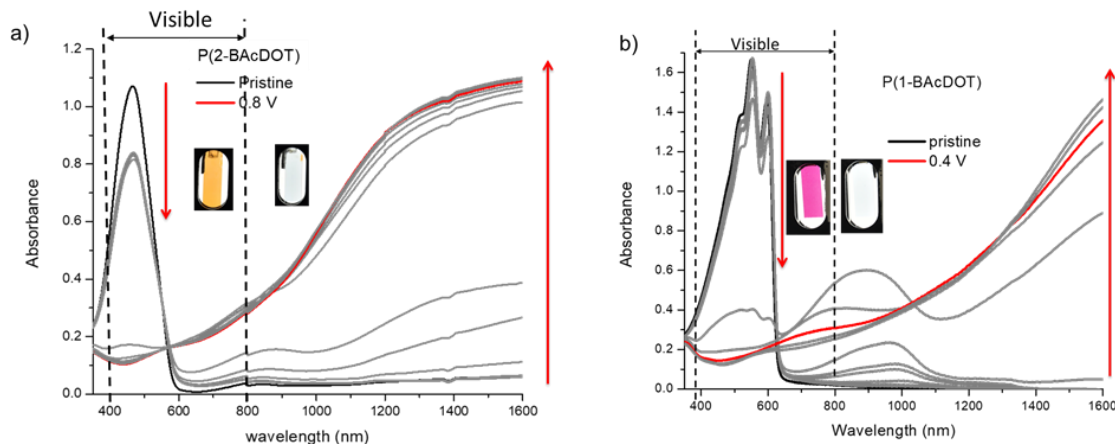 a)
Visible
P(2-BAcDOT)
Pristine
0.8 V
1.2
1.0
0.8
0.6
0.4
0.2
0.0
Absorbance
400 600 800 1000 1200 1400 1600
wavelength (nm)
b)
Visible
P(1-BAcDOT)
pristine
0.4 V
1.6
1.4
1.2
1.0
0.8
0.6
0.4
0.2
0.0
Absorbance
400 600 800 1000 1200 1400 1600
Wavelength (nm)